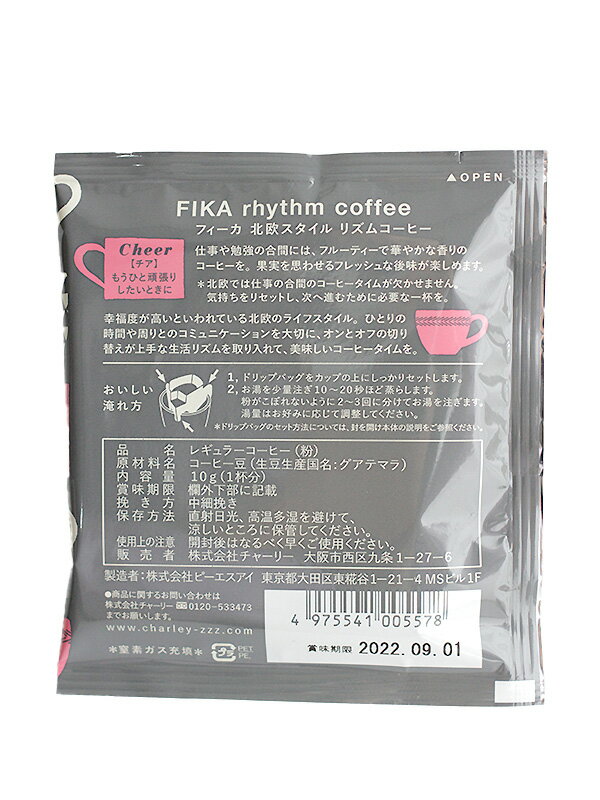 ▲OPEN
FIKA rhythm coffee
フィーカ 北欧スタイル リズムコーヒー
Cheer
【チア】
もうひと頑張り
したいときに
仕事や勉強の合間には、フルーティーで華やかな香りの
コーヒーを。果実を思わせるフレッシュな後味が楽しめます。
＊北欧では仕事の合間のコーヒータイムが欠かせません。
気持ちをリセットし、次へ進むために必要な一杯を。
幸福度が高いといわれている北欧のライフスタイル。ひとりの
時間や周りとのコミュニケーションを大切に、オンとオフの切り
替えが上手な生活リズムを取り入れて、美味しいコーヒータイムを。
おいしい
淹れ方
1, ドリップバッグをカップの上にしっかりセットします。
2, お湯を少量注ぎ10〜20秒ほど蒸らします。
粉がこぼれないように2〜3回に分けてお湯を注ぎます。
湯量はお好みに応じて調整してください。
＊ドリップバッグのセット方法については、封を開け本体の説明をご参照ください。
品名 レギュラーコーヒー（粉）
原材料名 コーヒー豆（生豆生産国名：グアテマラ）
内容量 10g（1杯分）
賞味期限 欄外下部に記載
挽き方 中細挽き
保存方法 直射日光、高温多湿を避けて、
涼しいところに保管してください。
使用上の注意 開封後はなるべく早くご使用ください。
販売者 株式会社チャーリー 大阪市西区九条1-27-6
製造者：株式会社ピーエスアイ 東京都大田区東糀谷1-21-4 MSビル1F
●商品に関するお問い合わせは
株式会社チャーリー 0120-533473
までお願いします。
www.charley-zzz.com
＊窒素ガス充填＊
プラ
PET,
PE,
4 975541 005578
賞味期限 2022.09.01